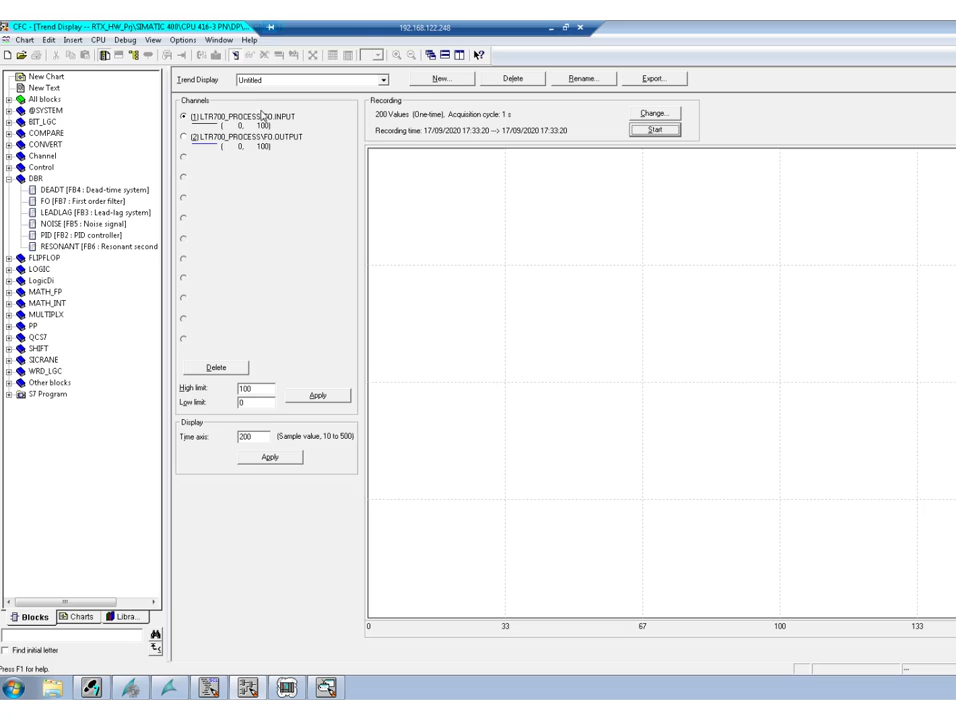 CFC - [Trend Display -- RTX_HW_Prj\SIMATIC 400\CPU 416-3 PN\DP\...
192.168.122.248
Chart Edit Insert CPU Debug View Options Window Help
New Chart
New Text
All blocks
@SYSTEM
BIT_LGC
COMPARE
CONVERT
Channel
Control
DBR
DEADT [FB4 : Dead-time system]
FO [FB7 : First order filter]
LEADLAG [FB3 : Lead-lag system]
NOISE [FB5 : Noise signal]
PID [FB2 : PID controller]
RESONANT [FB6 : Resonant second
FLIPFLOP
LOGIC
LogicDi
MATH_FP
MATH_INT
MULTIPLX
PP
QCS7
SHIFT
SICRANE
WRD_LGC
Other blocks
S7 Program
Blocks Charts Libra...
Find initial letter
Press F1 for help.
Trend Display Untitled New... Delete Rename... Export...
Channels
(1) LTR700_PROCESS\FO.INPUT
( 0, 100)
(2) LTR700_PROCESS\FO.OUTPUT
( 0, 100)
Delete
High limit: 100
Low limit: 0
Apply
Display
Time axis: 200 (Sample value, 10 to 500)
Apply
Recording
200 Values (One-time), Acquisition cycle: 1 s Change...
Recording time: 17/09/2020 17:33:20 --> 17/09/2020 17:33:20 Start
0 33 67 100 133